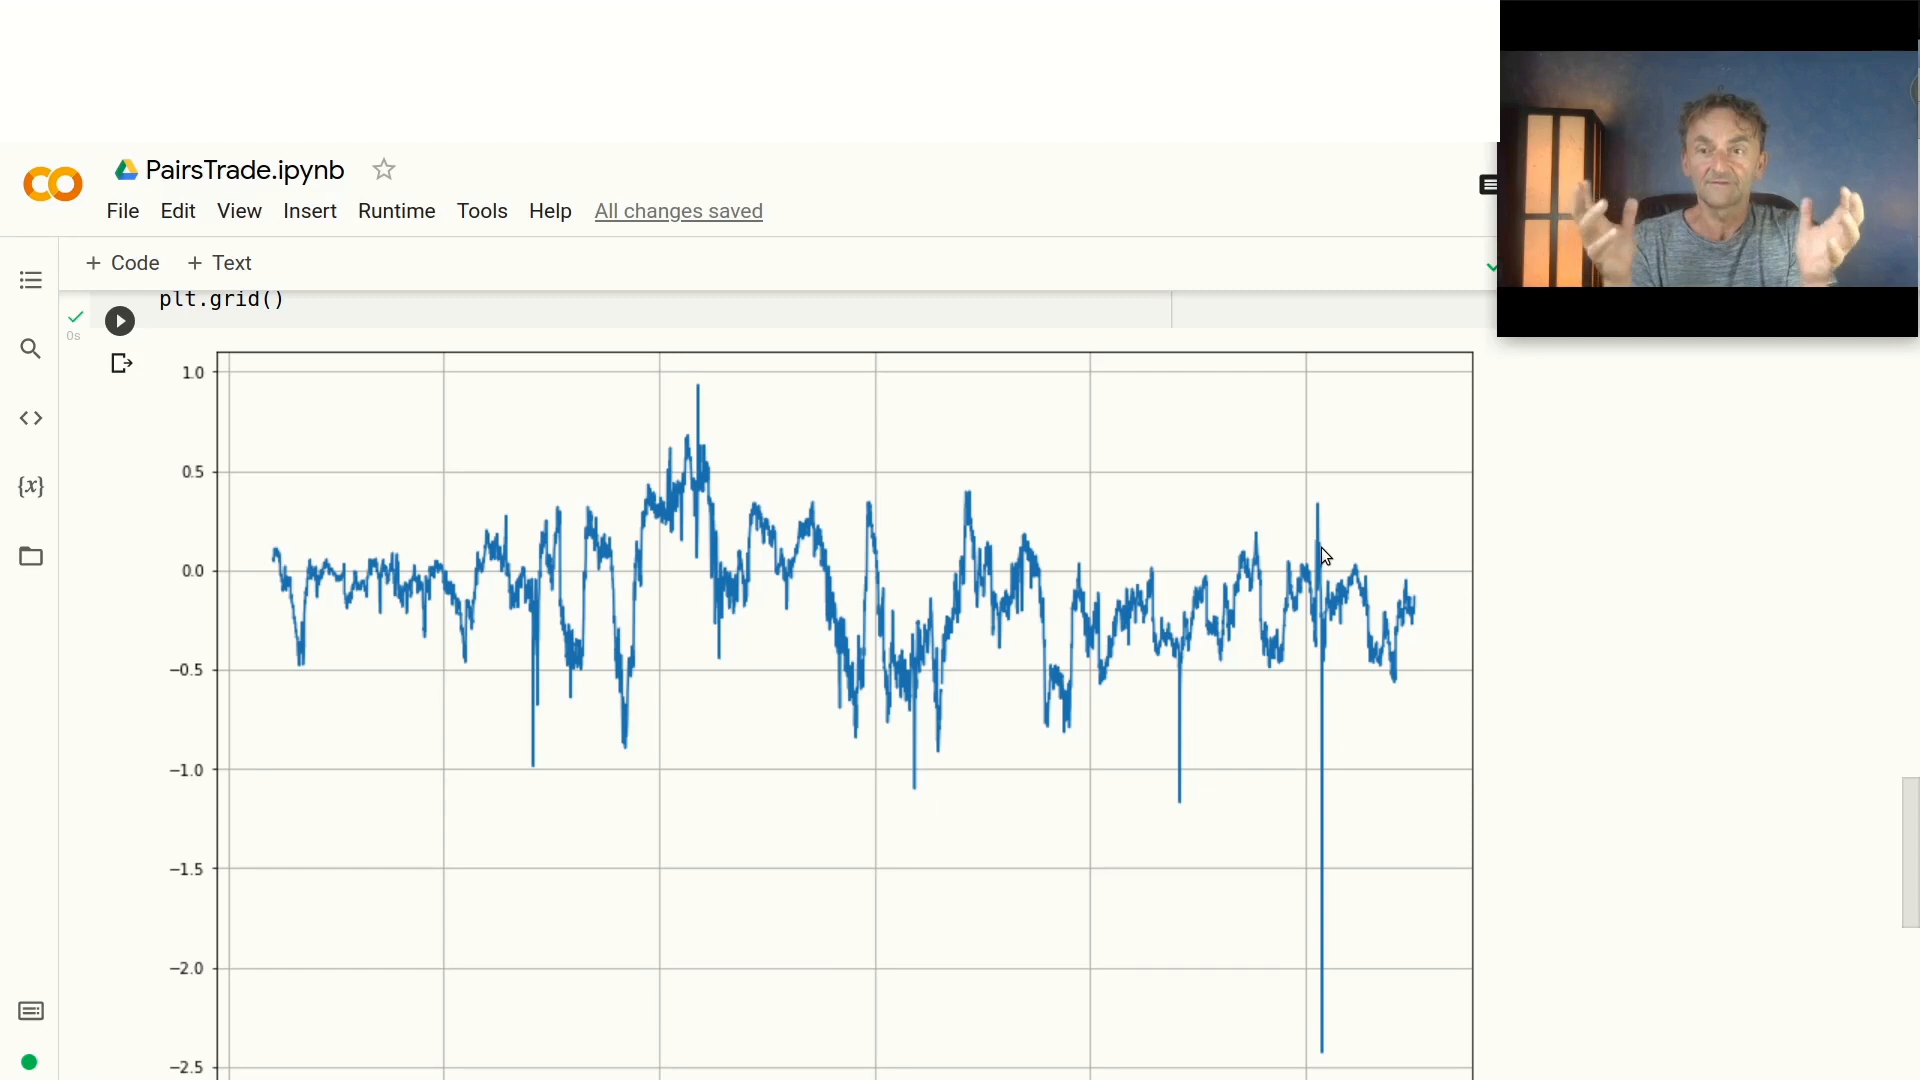 PairsTrade.ipynb
File Edit View Insert Runtime Tools Help All changes saved
+ Code + Text
plt.grid()
0s
{x}
1.0
0.5
0.0
−0.5
−1.0
−1.5
−2.0
−2.5